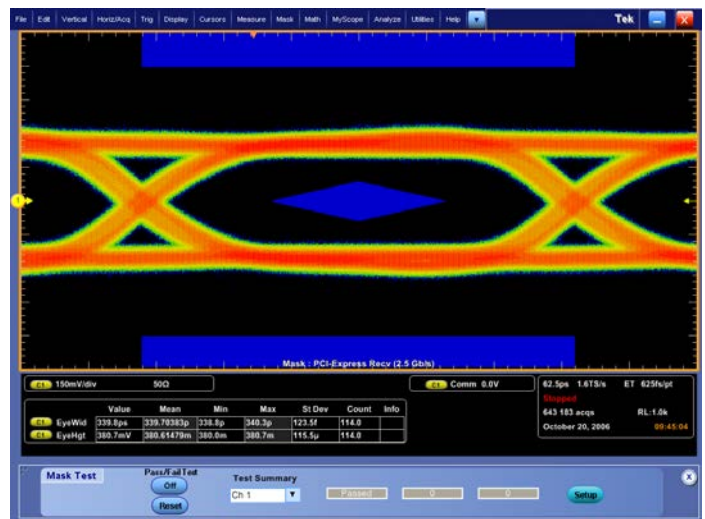 File Edit Vertical Horiz/Acq Trig Display Cursors Measure Mask Math MyScope Analyze Utilities Help Tek X
1
Mask : PCI-Express Recv (2.5 Gb/s)
C1 150mV/div 50Ω C1 Comm 0.0V
62.5ps 1.6TS/s ET 625fs/pt
Stopped
643 183 acqs RL:1.0k
October 20, 2006 09:45:04
Value Mean Min Max St Dev Count Info
C1 EyeWid 339.8ps 339.70383p 338.8p 340.3p 123.5f 114.0
C1 EyeHgt 380.7mV 380.61479m 380.0m 380.7m 115.5µ 114.0
Mask Test Pass/Fail Test Test Summary X
Off
Ch 1 Passed 0 0 Setup
Reset